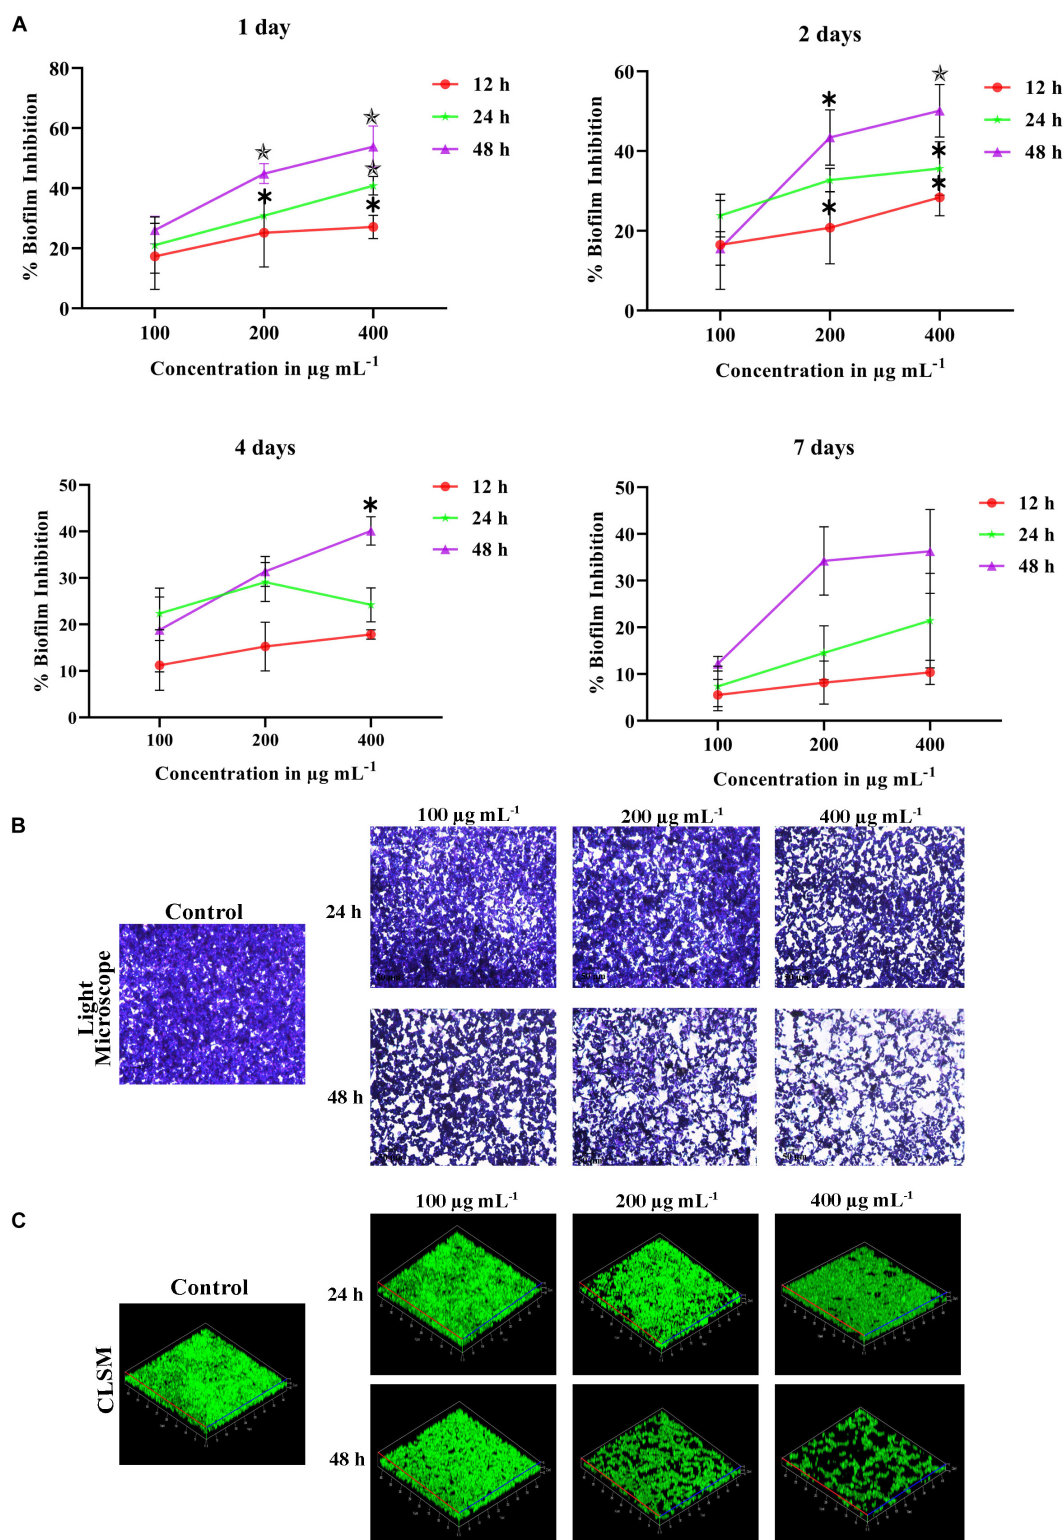 A
1 day
% Biofilm Inhibition
80
60
40
20
0
100
200
400
Concentration in µg mL-1
12 h
24 h
48 h
2 days
% Biofilm Inhibition
60
40
20
0
100
200
400
Concentration in µg mL-1
12 h
24 h
48 h
4 days
% Biofilm Inhibition
50
40
30
20
10
0
100
200
400
Concentration in µg mL-1
12 h
24 h
48 h
7 days
% Biofilm Inhibition
50
40
30
20
10
0
100
200
400
Concentration in µg mL-1
12 h
24 h
48 h
B
100 µg mL-1
200 µg mL-1
400 µg mL-1
Light
Microscope
Control
24 h
48 h
C
100 µg mL-1
200 µg mL-1
400 µg mL-1
CLSM
Control
24 h
48 h